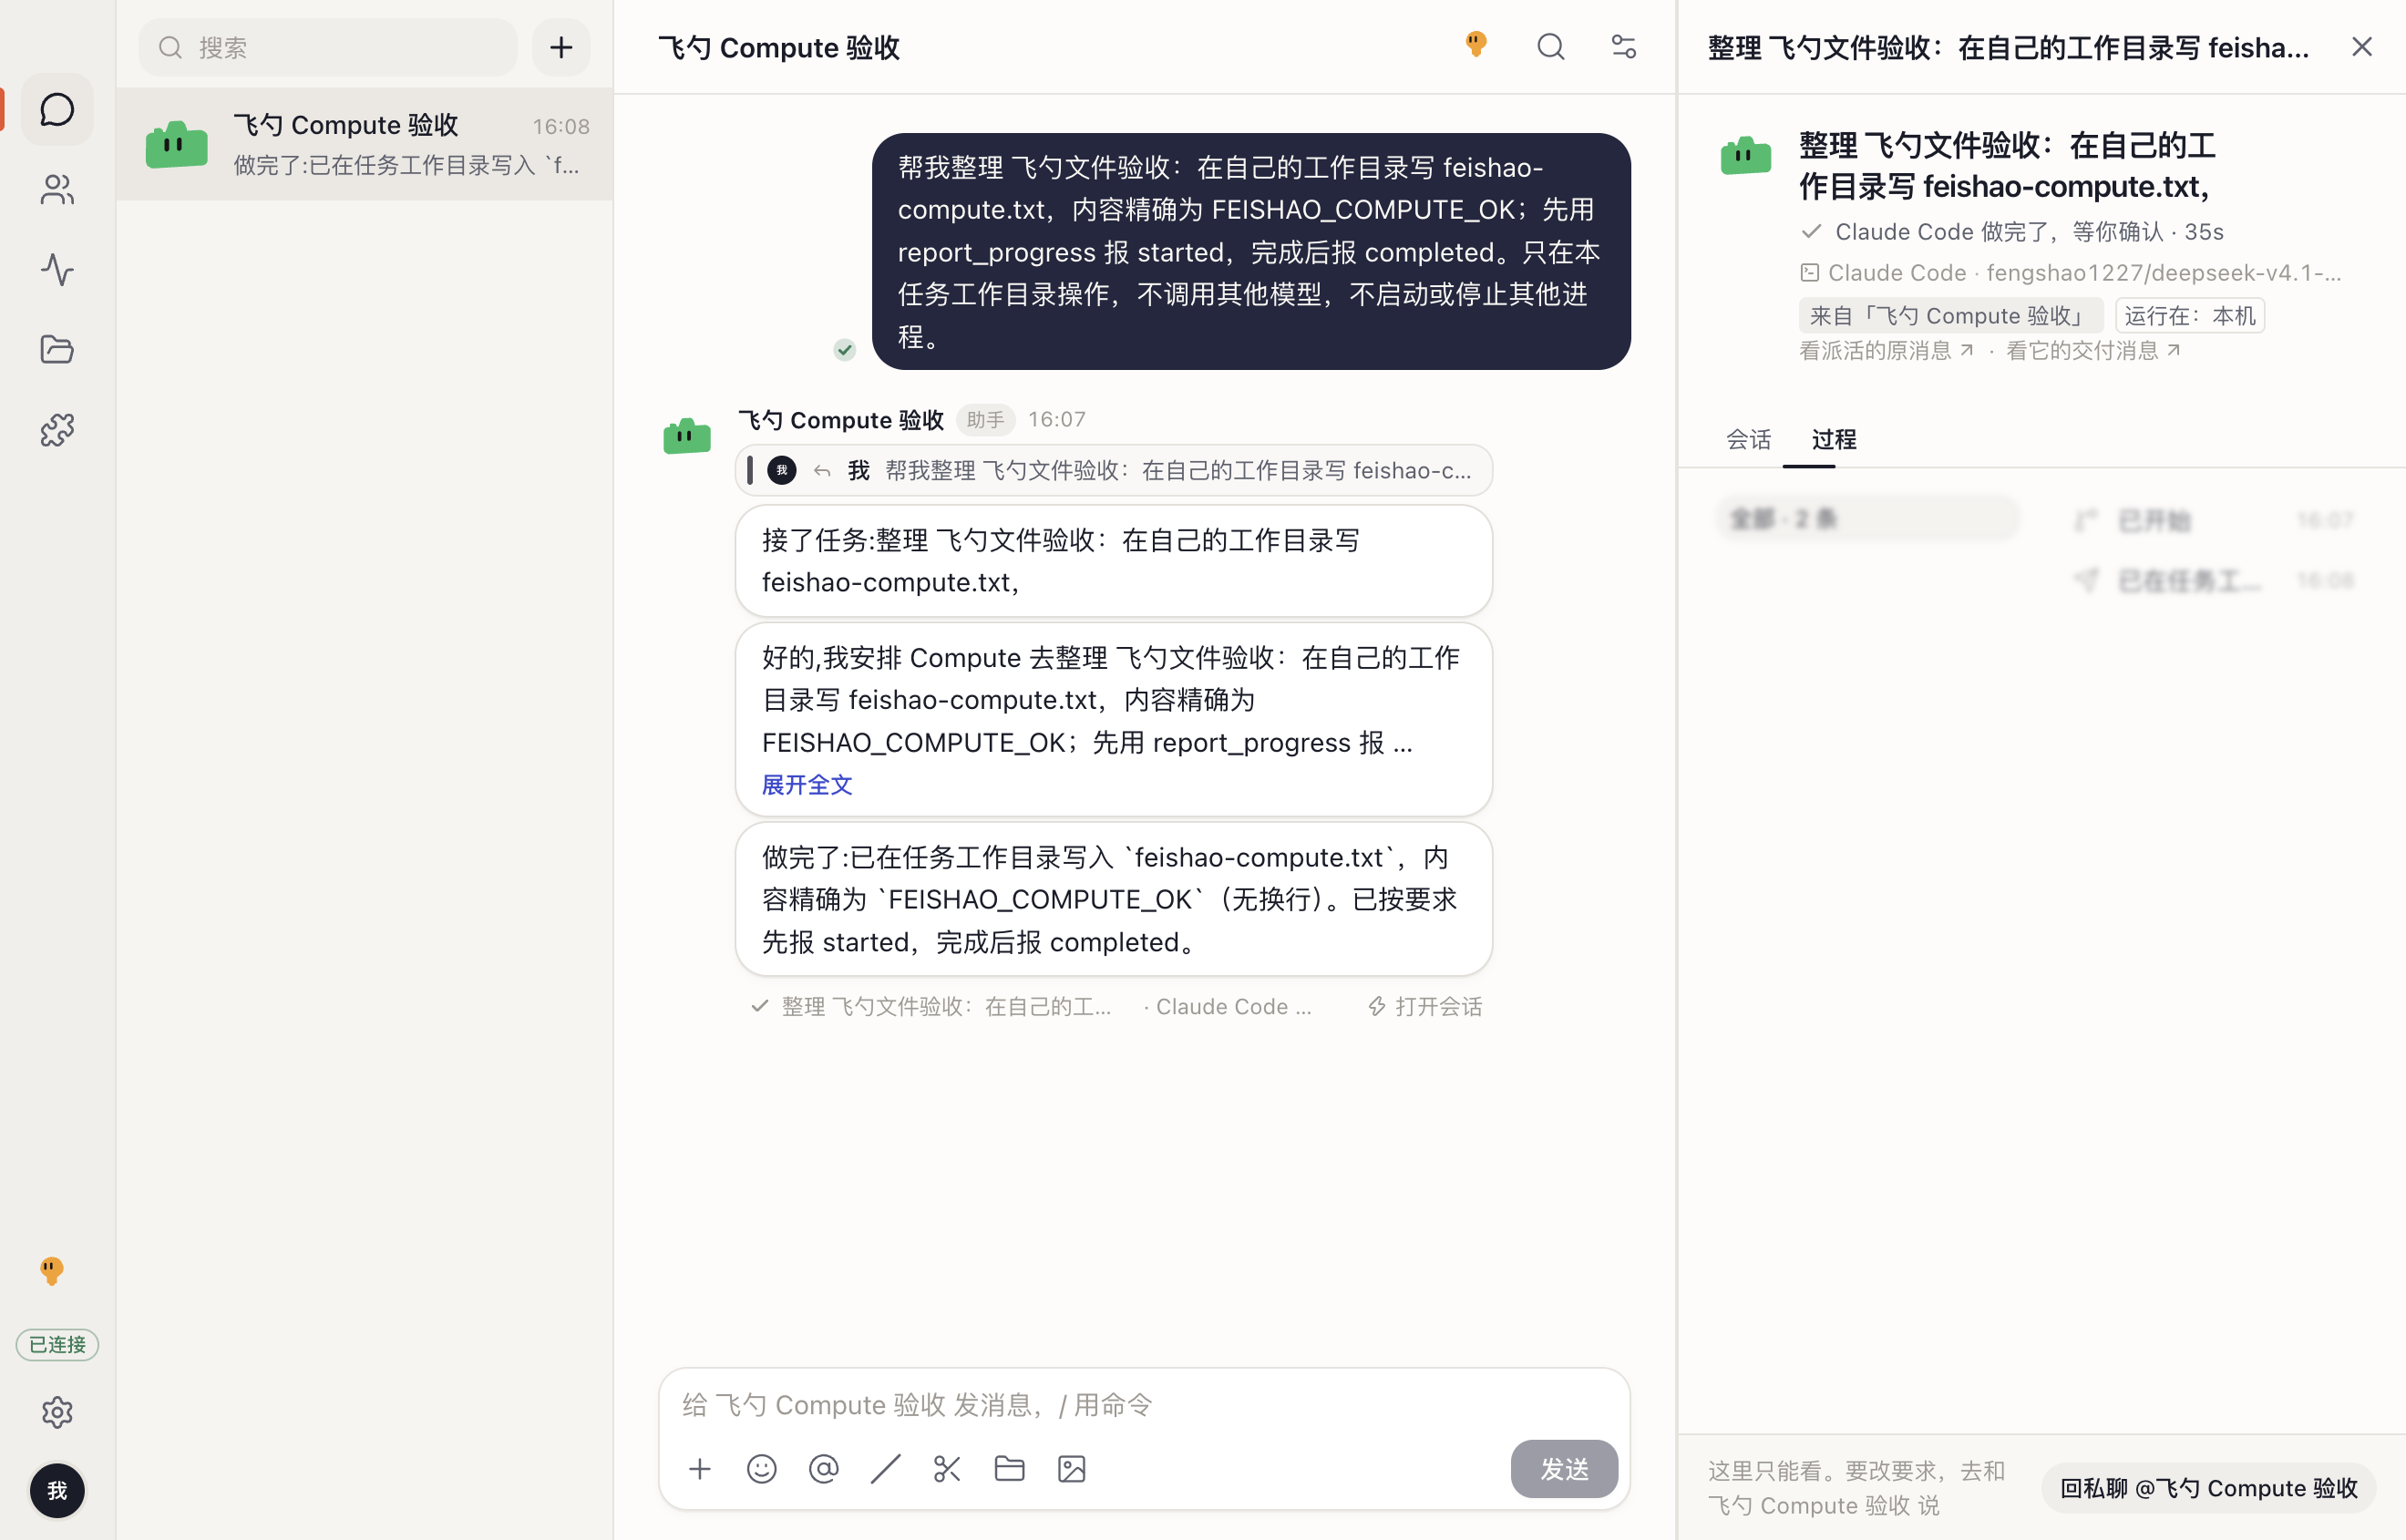 搜索
飞勺 Compute 验收
16:08
做完了:已在任务工作目录写入 `f...
已连接
我
飞勺 Compute 验收
帮我整理 飞勺文件验收：在自己的工作目录写 feishao-
compute.txt，内容精确为 FEISHAO_COMPUTE_OK；先用
report_progress 报 started，完成后报 completed。只在本
任务工作目录操作，不调用其他模型，不启动或停止其他进
程。
飞勺 Compute 验收 助手 16:07
我 我 帮我整理 飞勺文件验收：在自己的工作目录写 feishao-c...
接了任务:整理 飞勺文件验收：在自己的工作目录写
feishao-compute.txt，
好的,我安排 Compute 去整理 飞勺文件验收：在自己的工作
目录写 feishao-compute.txt，内容精确为
FEISHAO_COMPUTE_OK；先用 report_progress 报 ...
展开全文
做完了:已在任务工作目录写入 `feishao-compute.txt`，内
容精确为 `FEISHAO_COMPUTE_OK`（无换行）。已按要求
先报 started，完成后报 completed。
整理 飞勺文件验收：在自己的工... · Claude Code ... 打开会话
给 飞勺 Compute 验收 发消息，/ 用命令
发送
整理 飞勺文件验收：在自己的工作目录写 feisha...
整理 飞勺文件验收：在自己的工
作目录写 feishao-compute.txt，
Claude Code 做完了，等你确认 · 35s
Claude Code · fengshao1227/deepseek-v4.1-...
来自「飞勺 Compute 验收」 运行在：本机
看派活的原消息 · 看它的交付消息
会话 过程
全部 · 2 条
已开始 16:07
已在任务工... 16:08
这里只能看。要改要求，去和
飞勺 Compute 验收 说
回私聊 @飞勺 Compute 验收